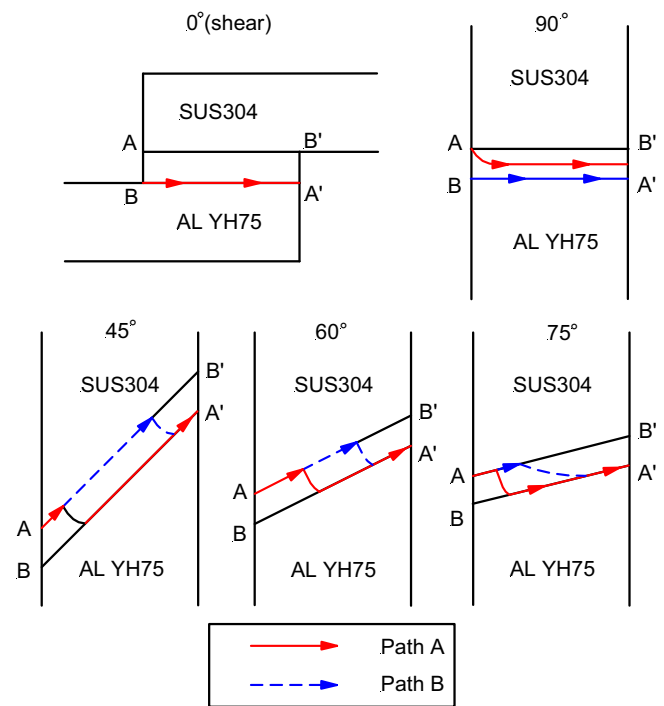 0°(shear)
SUS304
A
B'
B
A'
AL YH75
90°
SUS304
A
B'
B
A'
AL YH75
45°
SUS304
B'
A'
A
B
AL YH75
60°
SUS304
B'
A'
A
B
AL YH75
75°
SUS304
B'
A'
A
B
AL YH75
Path A
Path B